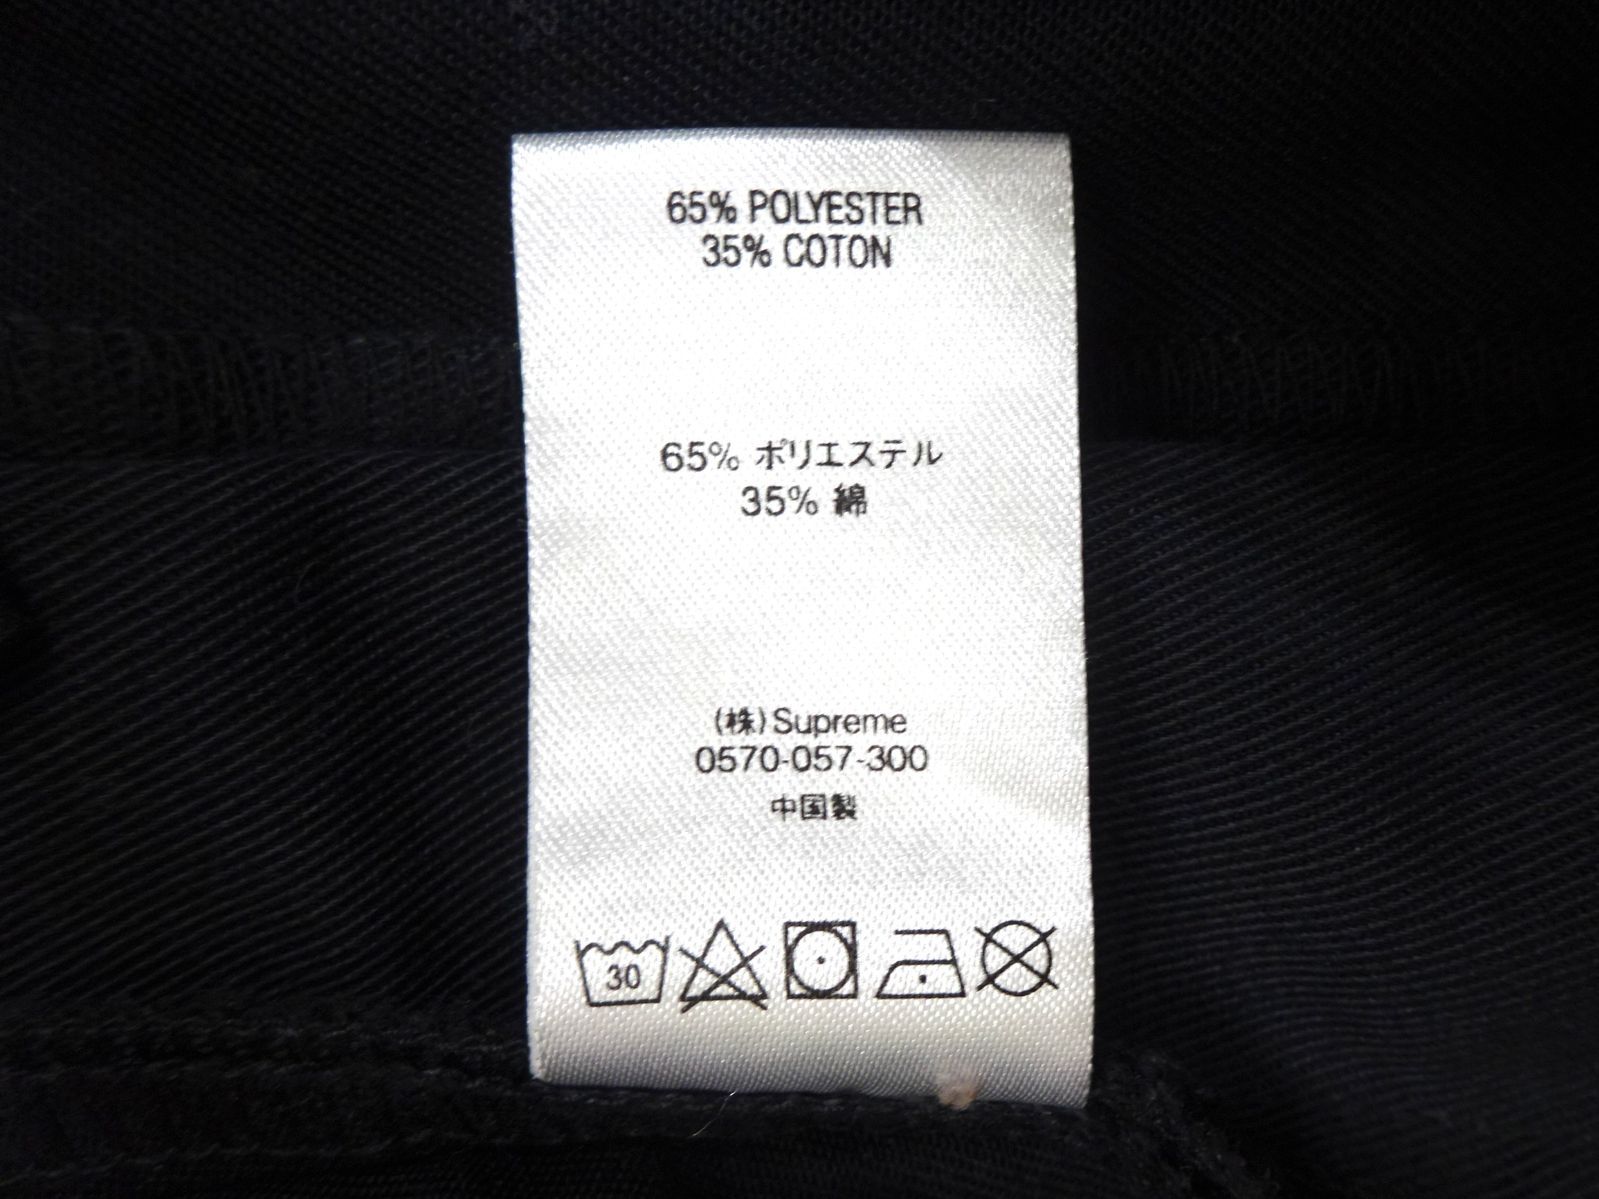 65% POLYESTER
35% COTON
65% ポリエステル
35% 綿
(株)Supreme
0570-057-300
中国製
30